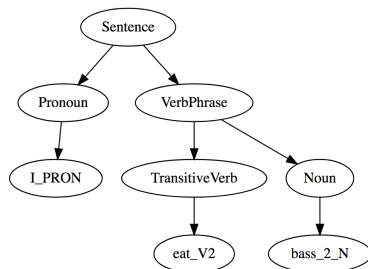 Sentence
Pronoun VerbPhrase
I_PRON TransitiveVerb Noun
eat_V2 bass_2_N